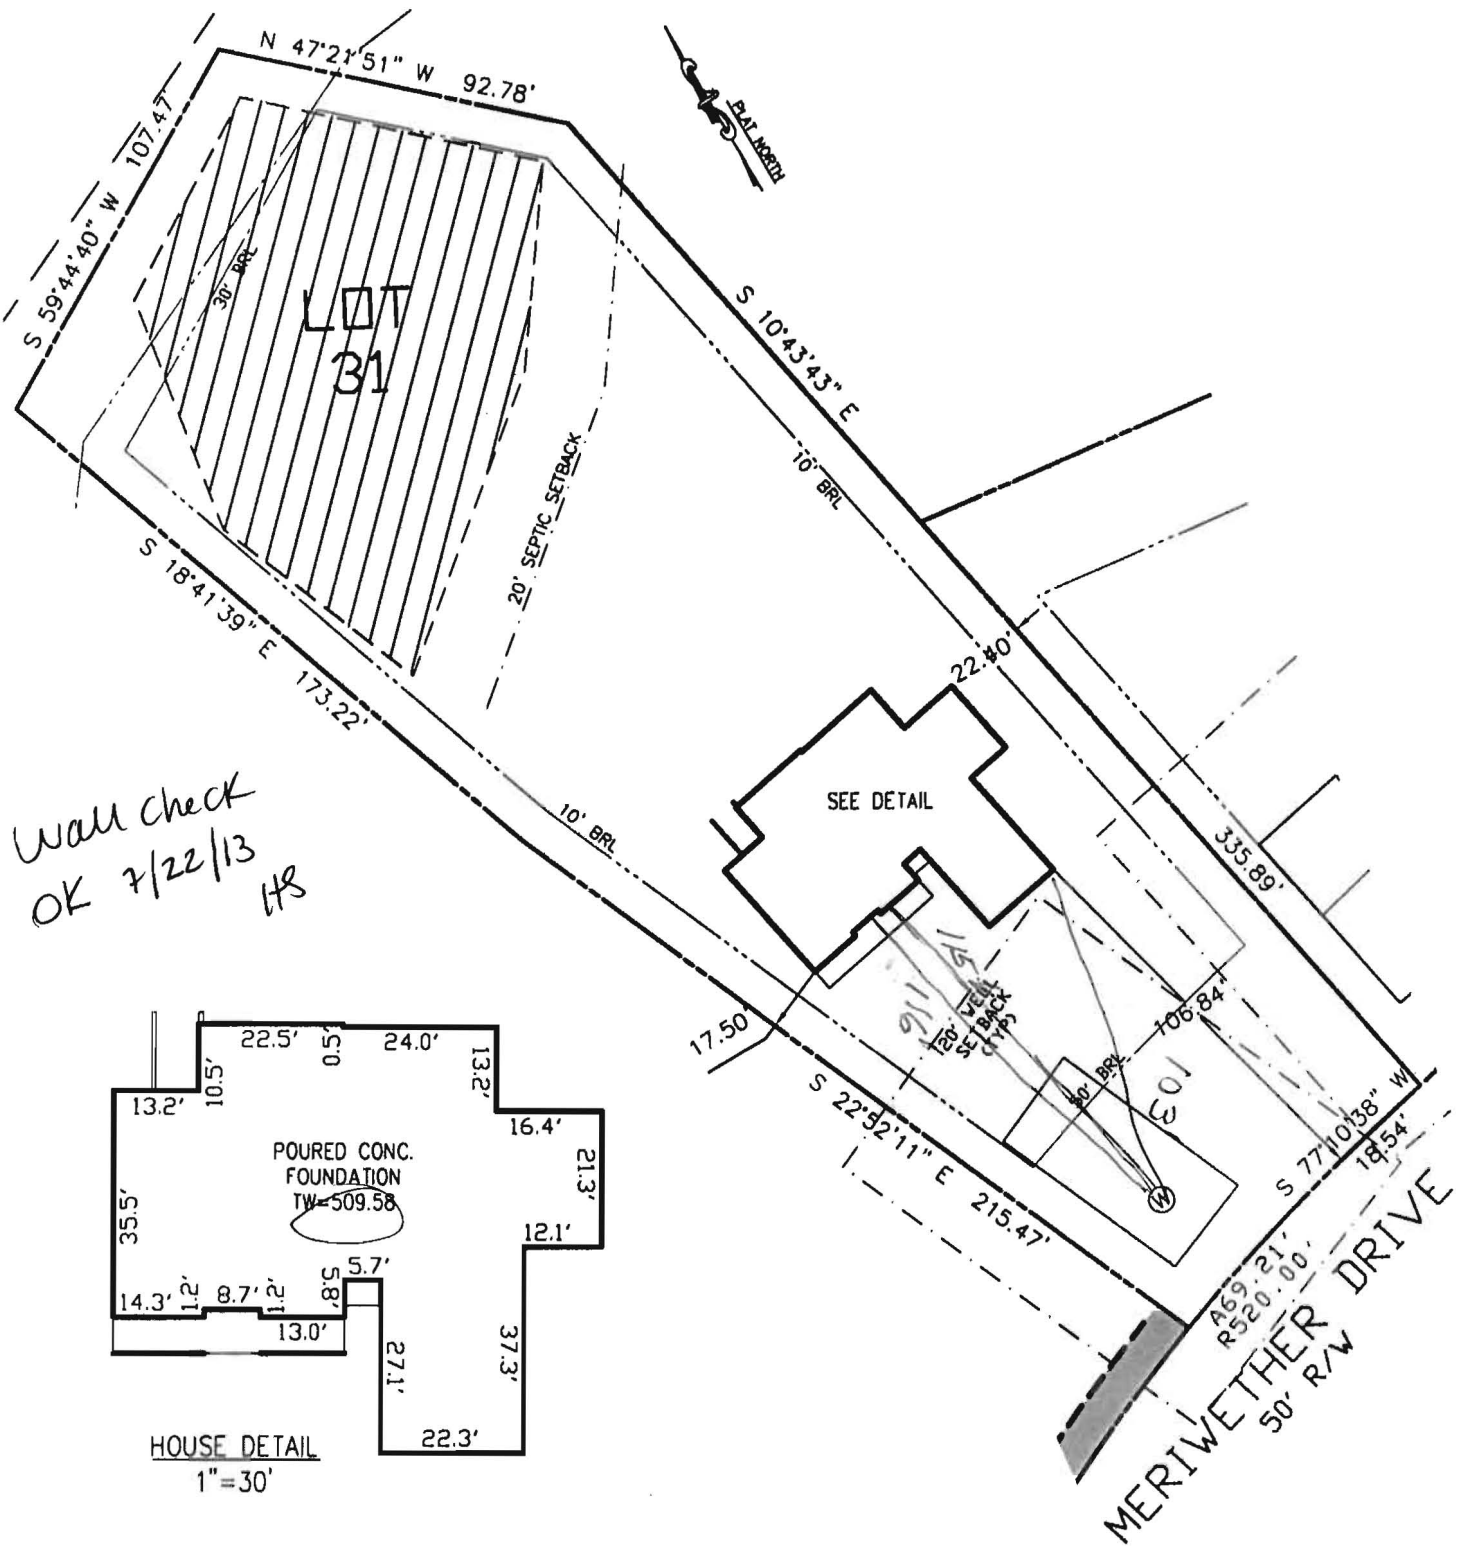 N 47°21'51" W 92.78'
PLAT NORTH
S 59°44'40" W 107.47'
30' BRL
LOT
31
S 10°43'43" E
335.89'
10' BRL
20' SEPTIC SETBACK
S 18°41'39" E 173.22'
22.40'
SEE DETAIL
10' BRL
Wall check
OK 7/22/13
HS
115
116
120' WELL
SETBACK
(TYP)
106.84'
17.50'
50' BRL
103
W
S 22°52'11" E 215.47'
S 77°10'38" W
18.54'
A69.21'
R520.00'
MERIWETHER DRIVE
50' R/W
22.5'
0.5'
24.0'
13.2'
10.5'
13.2'
16.4'
POURED CONC.
FOUNDATION
TW=509.58
21.3'
35.5'
12.1'
5.7'
5.8'
14.3'
1.2'
8.7'
1.2'
13.0'
27.1'
37.3'
22.3'
HOUSE DETAIL
1"=30'